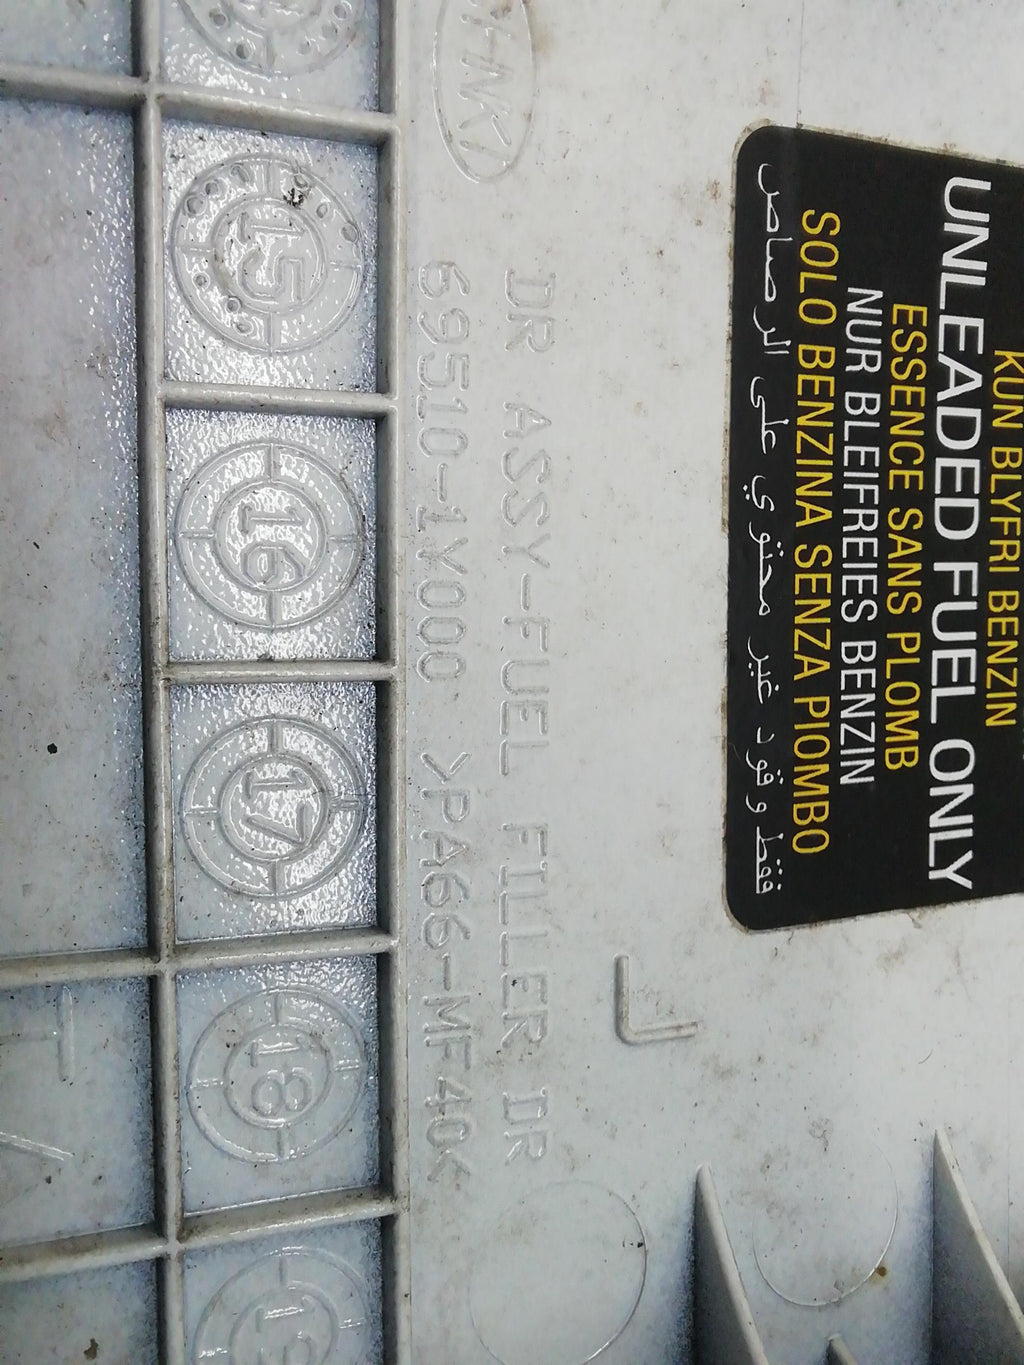 KUN BLYFRI BENZIN
UNLEADED FUEL ONLY
ESSENCE SANS PLOMB
NUR BLEIFREIES BENZIN
SOLO BENZINA SENZA PIOMBO
فقط وقود غير محتوي على الرصاص
DR ASSY-FUEL FILLER DR
69510-1Y000 >PA66-MF40<
15 16 17 18 19